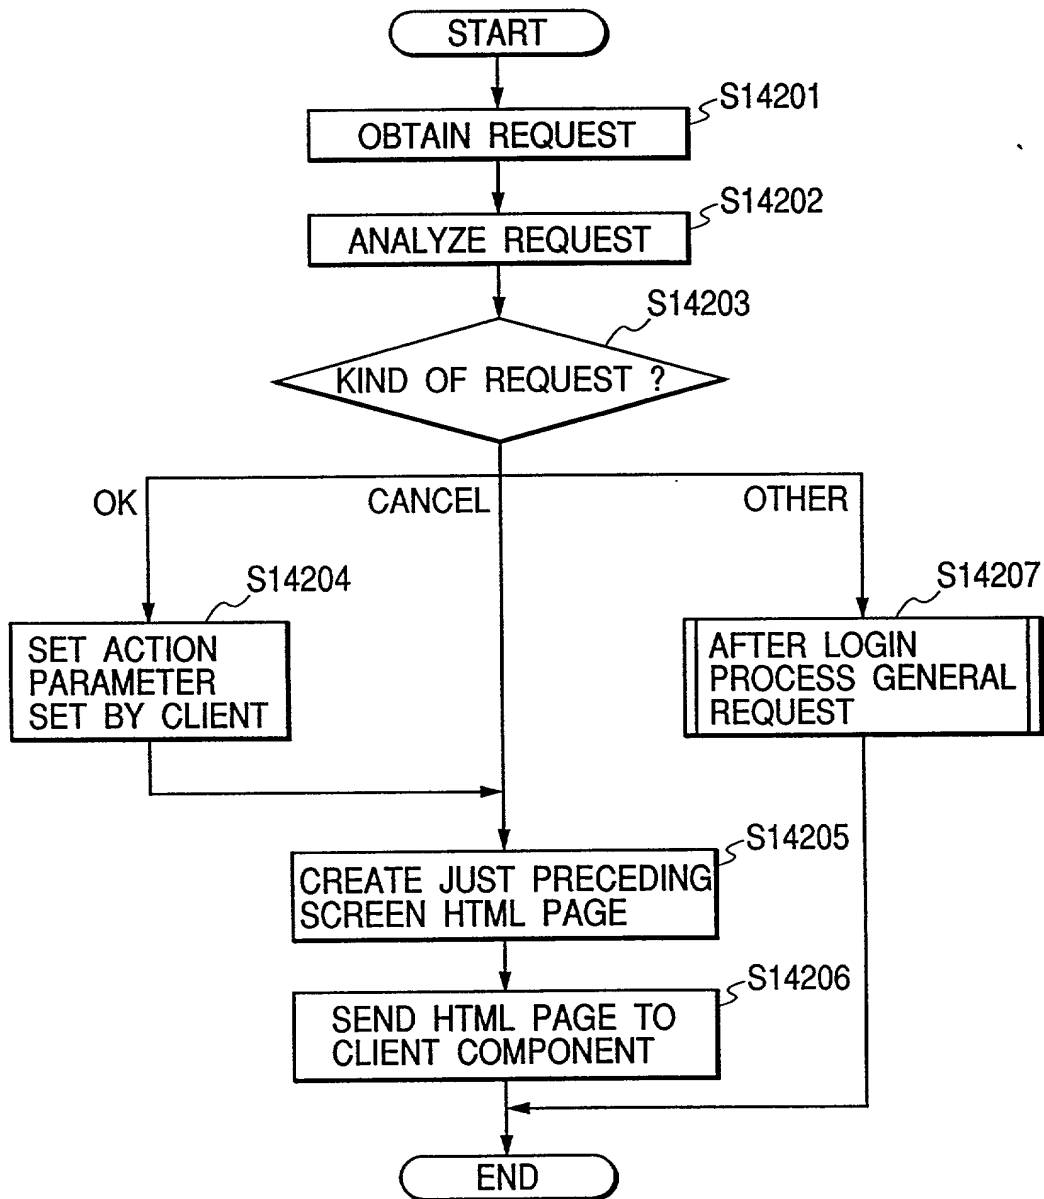 START
S14201
OBTAIN REQUEST
S14202
ANALYZE REQUEST
S14203
KIND OF REQUEST ?
OK
CANCEL
OTHER
S14204
SET ACTION
PARAMETER
SET BY CLIENT
S14207
AFTER LOGIN
PROCESS GENERAL
REQUEST
S14205
CREATE JUST PRECEDING
SCREEN HTML PAGE
S14206
SEND HTML PAGE TO
CLIENT COMPONENT
END